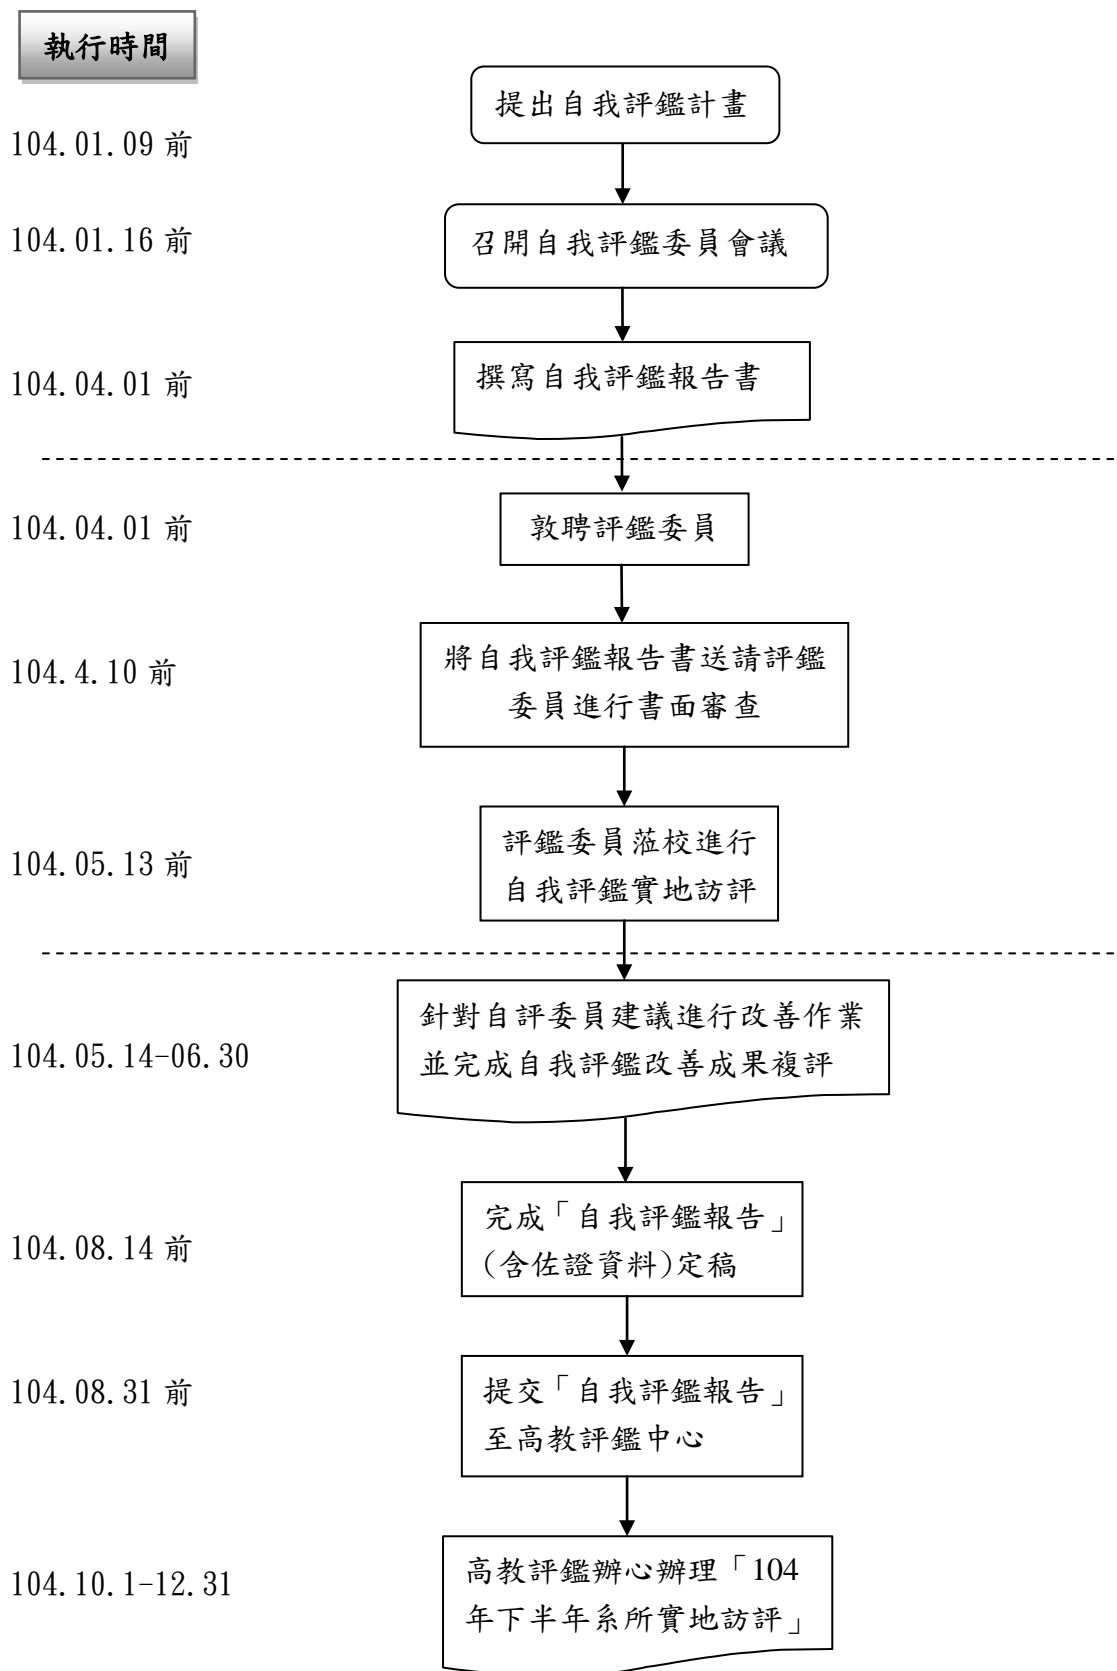 執行時間
提出自我評鑑計畫
104.01.09 前
104.01.16 前
召開自我評鑑委員會議
104.04.01 前
撰寫自我評鑑報告書
104.04.01 前
敦聘評鑑委員
104.4.10 前
將自我評鑑報告書送請評鑑
委員進行書面審查
104.05.13 前
評鑑委員蒞校進行
自我評鑑實地訪評
104.05.14-06.30
針對自評委員建議進行改善作業
並完成自我評鑑改善成果複評
104.08.14 前
完成「自我評鑑報告」
(含佐證資料)定稿
104.08.31 前
提交「自我評鑑報告」
至高教評鑑中心
104.10.1-12.31
高教評鑑辦心辦理「104
年下半年系所實地訪評」